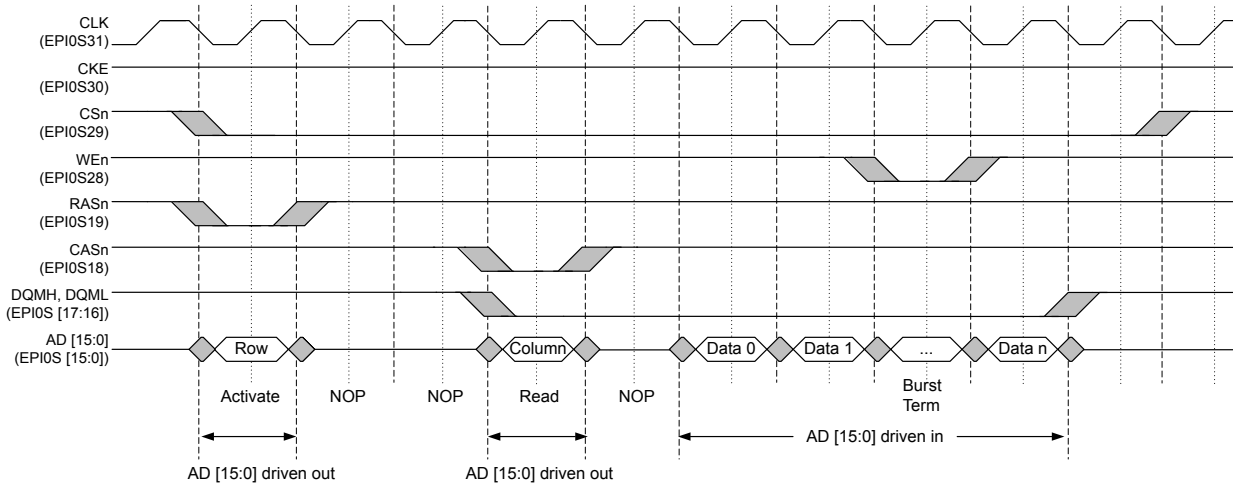 CLK
(EPI0S31)
CKE
(EPI0S30)
CSn
(EPI0S29)
WEn
(EPI0S28)
RASn
(EPI0S19)
CASn
(EPI0S18)
DQMH, DQML
(EPI0S [17:16])
AD [15:0]
(EPI0S [15:0])
Row
Column
Data 0
Data 1
...
Data n
Activate
NOP
NOP
Read
NOP
Burst
Term
AD [15:0] driven in
AD [15:0] driven out
AD [15:0] driven out